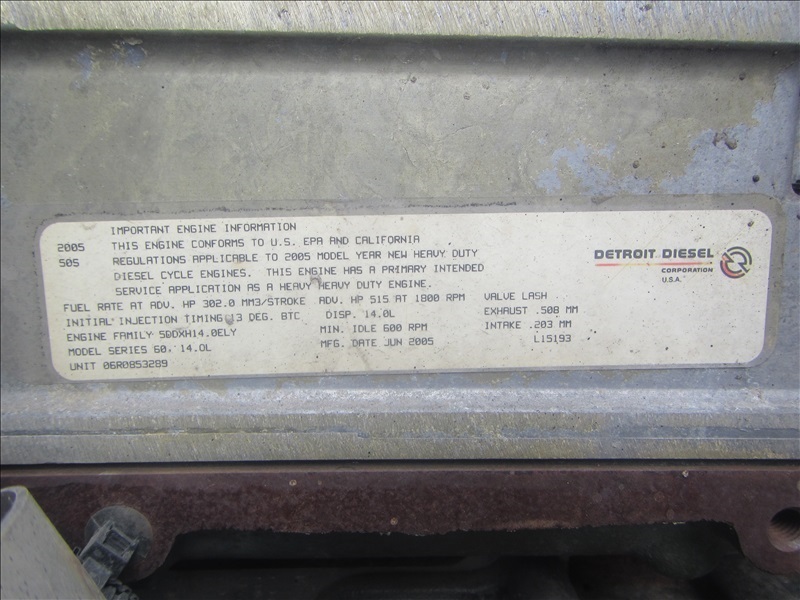 IMPORTANT ENGINE INFORMATION
2005 THIS ENGINE CONFORMS TO U.S. EPA AND CALIFORNIA
505 REGULATIONS APPLICABLE TO 2005 MODEL YEAR NEW HEAVY DUTY
DIESEL CYCLE ENGINES. THIS ENGINE HAS A PRIMARY INTENDED
SERVICE APPLICATION AS A HEAVY HEAVY DUTY ENGINE.
FUEL RATE AT ADV. HP 302.0 MM3/STROKE ADV. HP 515 AT 1800 RPM VALVE LASH
INITIAL INJECTION TIMING 13 DEG. BTC DISP. 14.0L EXHAUST .508 MM
ENGINE FAMILY 5DDXH14.0ELY MIN. IDLE 600 RPM INTAKE .203 MM
MODEL SERIES 60, 14.0L MFG. DATE JUN 2005 L15193
UNIT 06R0853289
DETROIT DIESEL
CORPORATION
U.S.A.